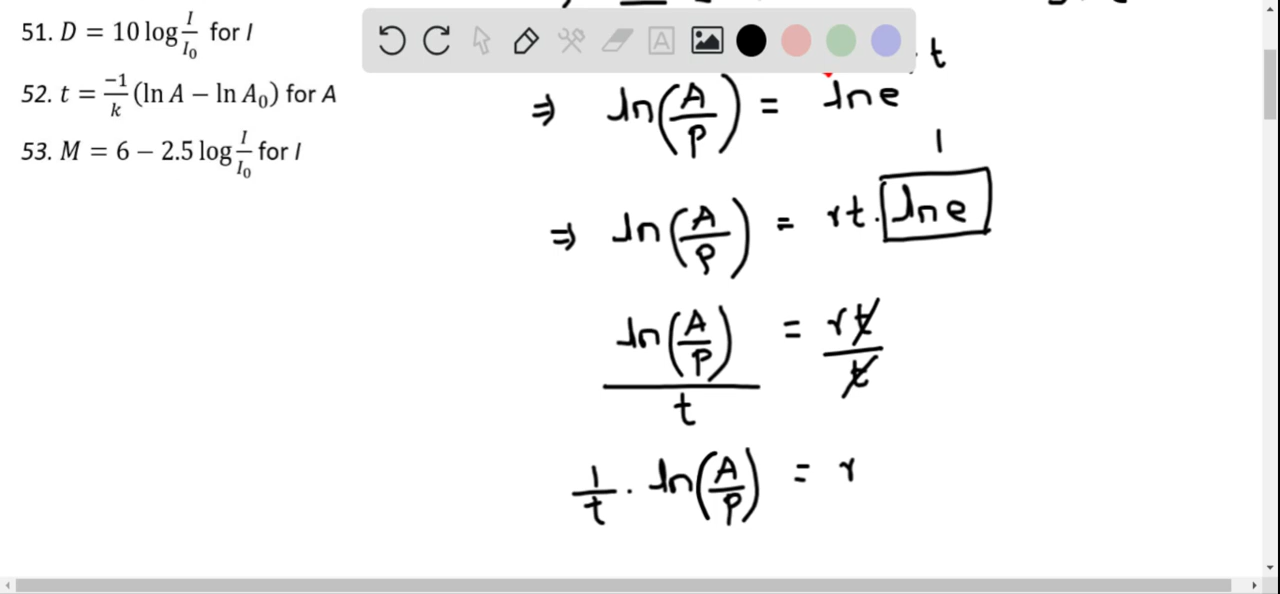 51. D = 10 log I/I₀ for I
52. t = −1/k (ln A − ln A₀) for A
53. M = 6 − 2.5 log I/I₀ for I
t
⇒ ln(A/P) = ln e
1
⇒ ln(A/P) = rt. ln e
ln(A/P)/t = rt/t
1/t · ln(A/P) = r